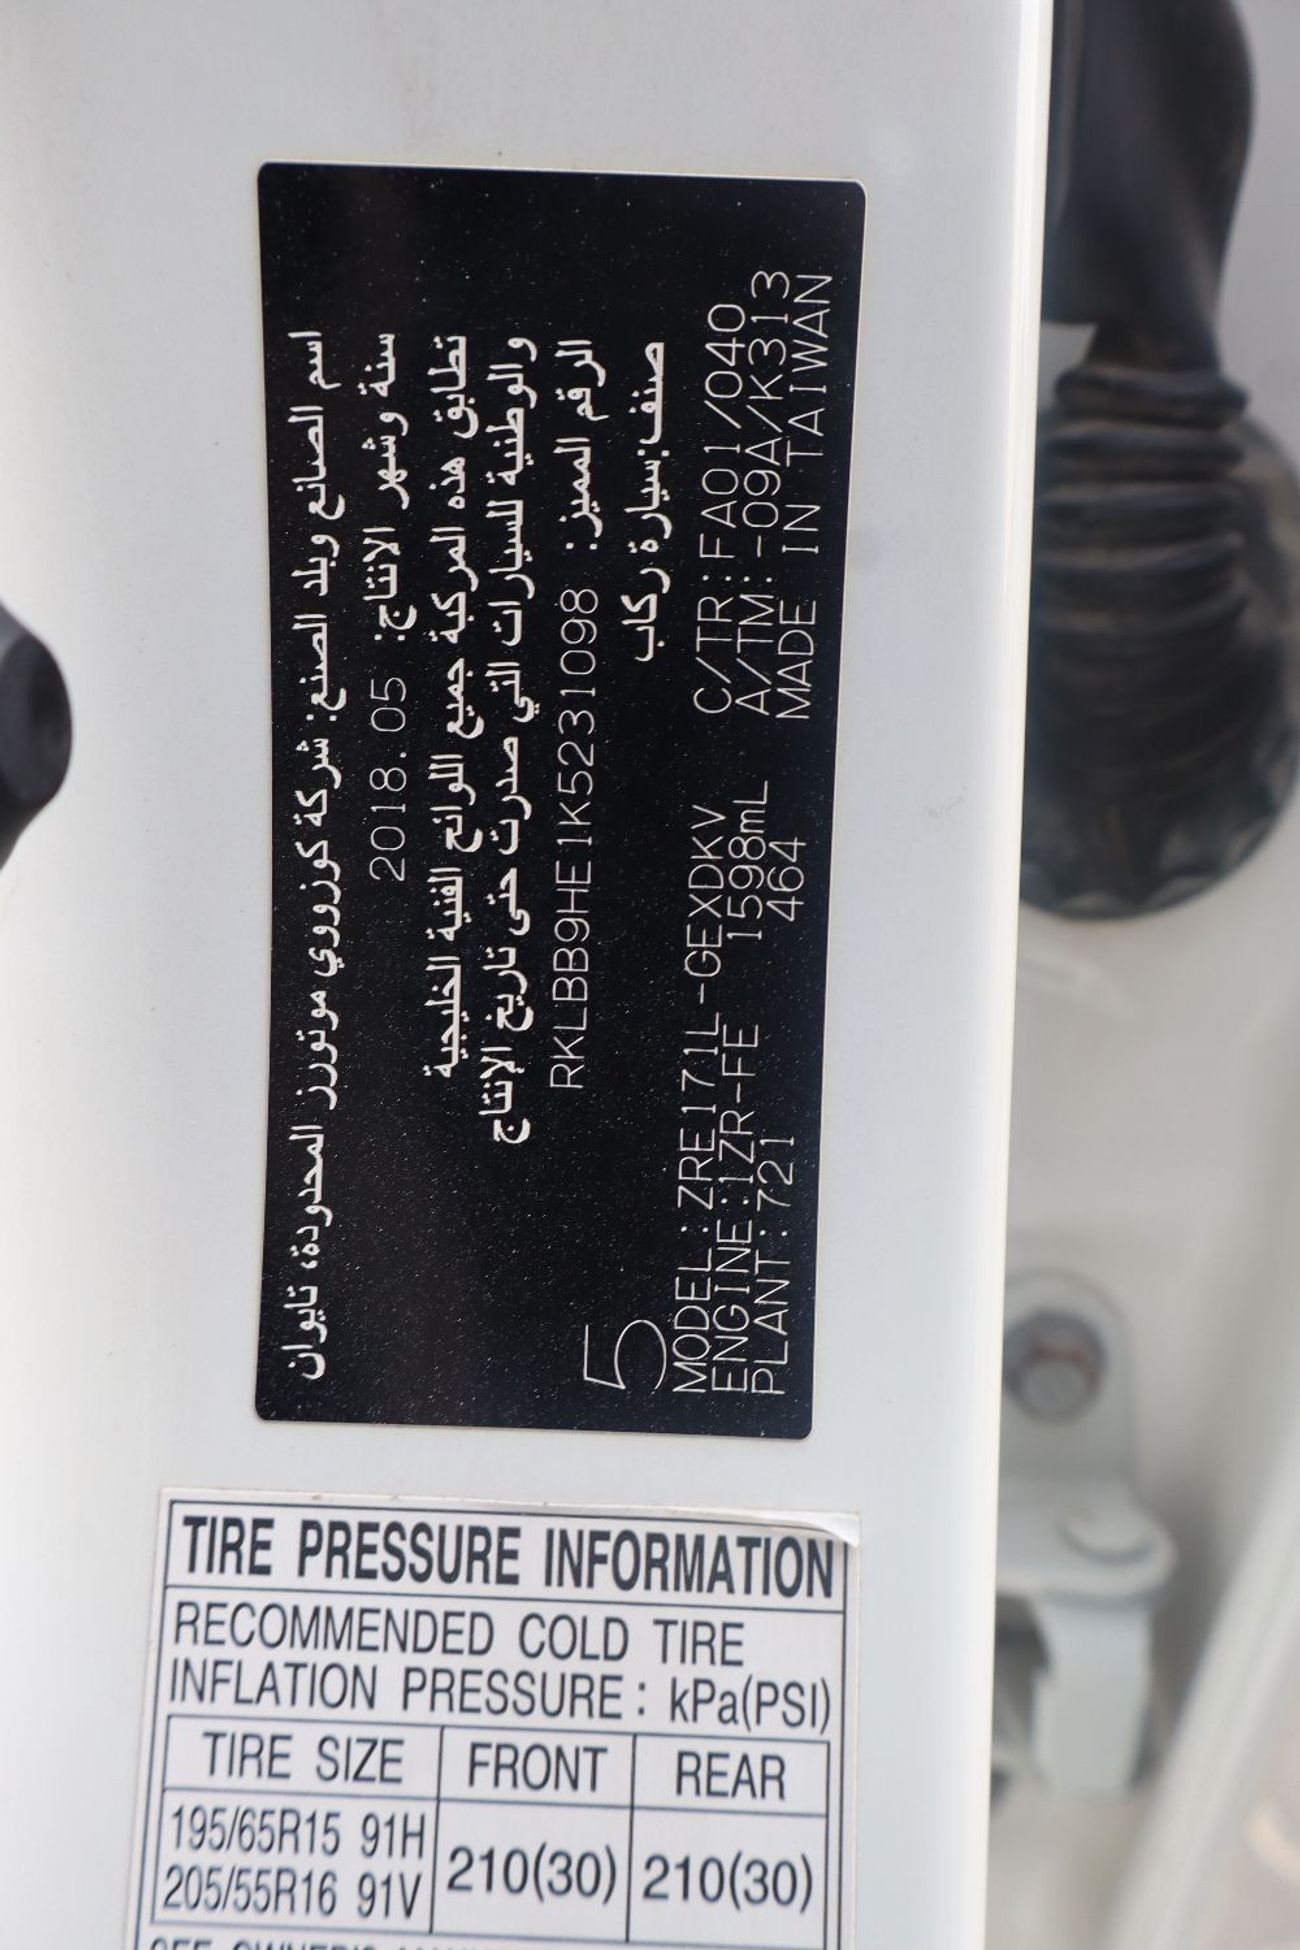 اسم الصانع وبلد الصنع: شركة كوزووي موتورز المحدودة، تايوان
سنة وشهر الانتاج: 2018.05
تطابق هذه المركبة جميع اللوائح الفنية الخليجية
والوطنية للسيارات التي صدرت حتى تاريخ الإنتاج
الرقم المميز: RKLBB9HE1K5231098
صنف:سيارة ركاب
5
MODEL:ZRE171L-GEXDKV C/TR:FA01/040
ENGINE:1ZR-FE 1598mL A/TM:-09A/K313
PLANT:721 464 MADE IN TAIWAN
TIRE PRESSURE INFORMATION
RECOMMENDED COLD TIRE
INFLATION PRESSURE : kPa(PSI)
TIRE SIZE FRONT REAR
195/65R15 91H
205/55R16 91V 210(30) 210(30)